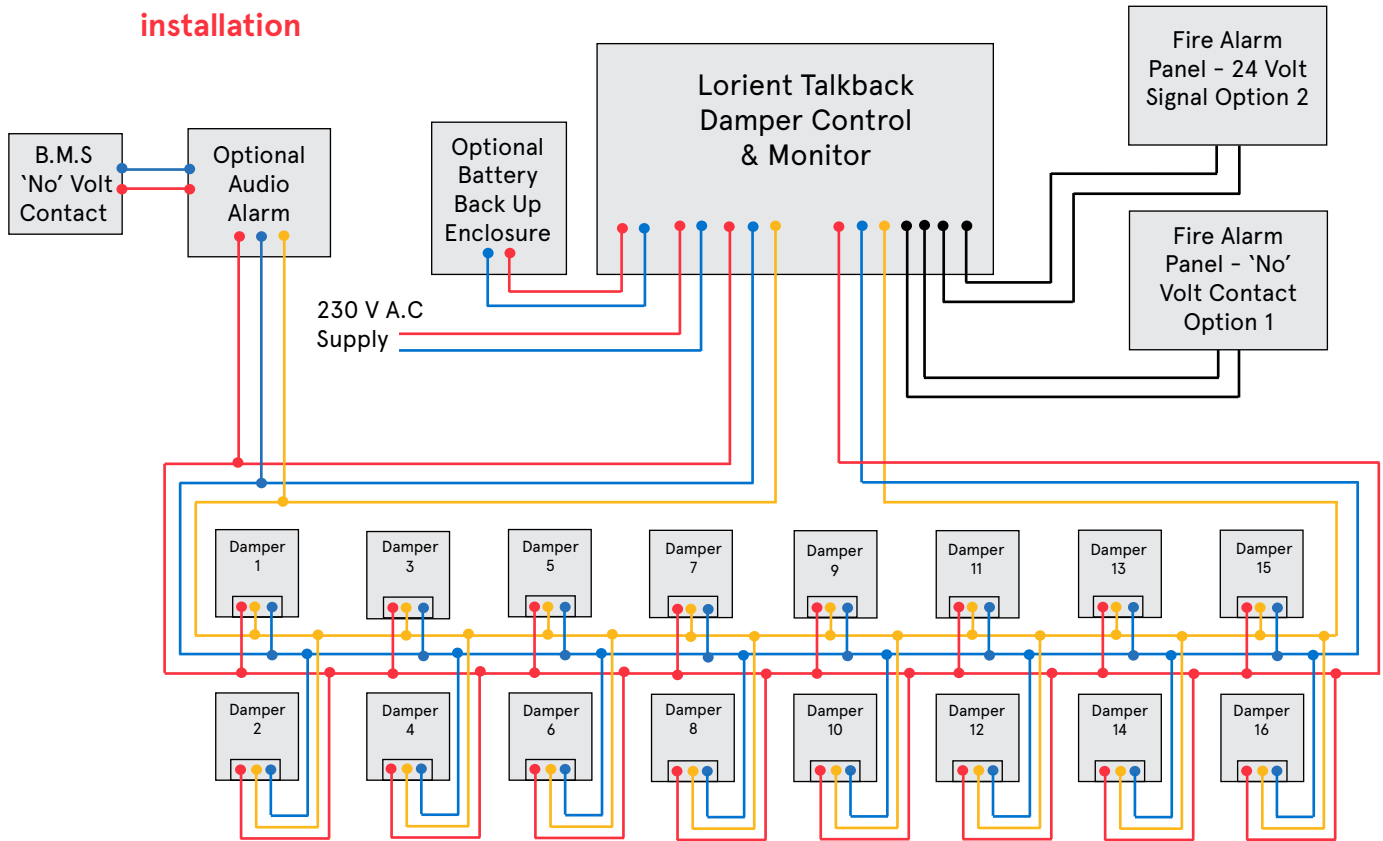 installation
B.M.S
‘No’ Volt
Contact
Optional
Audio
Alarm
Optional
Battery
Back Up
Enclosure
Lorient Talkback
Damper Control
& Monitor
Fire Alarm
Panel - 24 Volt
Signal Option 2
Fire Alarm
Panel - ‘No’
Volt Contact
Option 1
230 V A.C
Supply
Damper
1
Damper
3
Damper
5
Damper
7
Damper
9
Damper
11
Damper
13
Damper
15
Damper
2
Damper
4
Damper
6
Damper
8
Damper
10
Damper
12
Damper
14
Damper
16